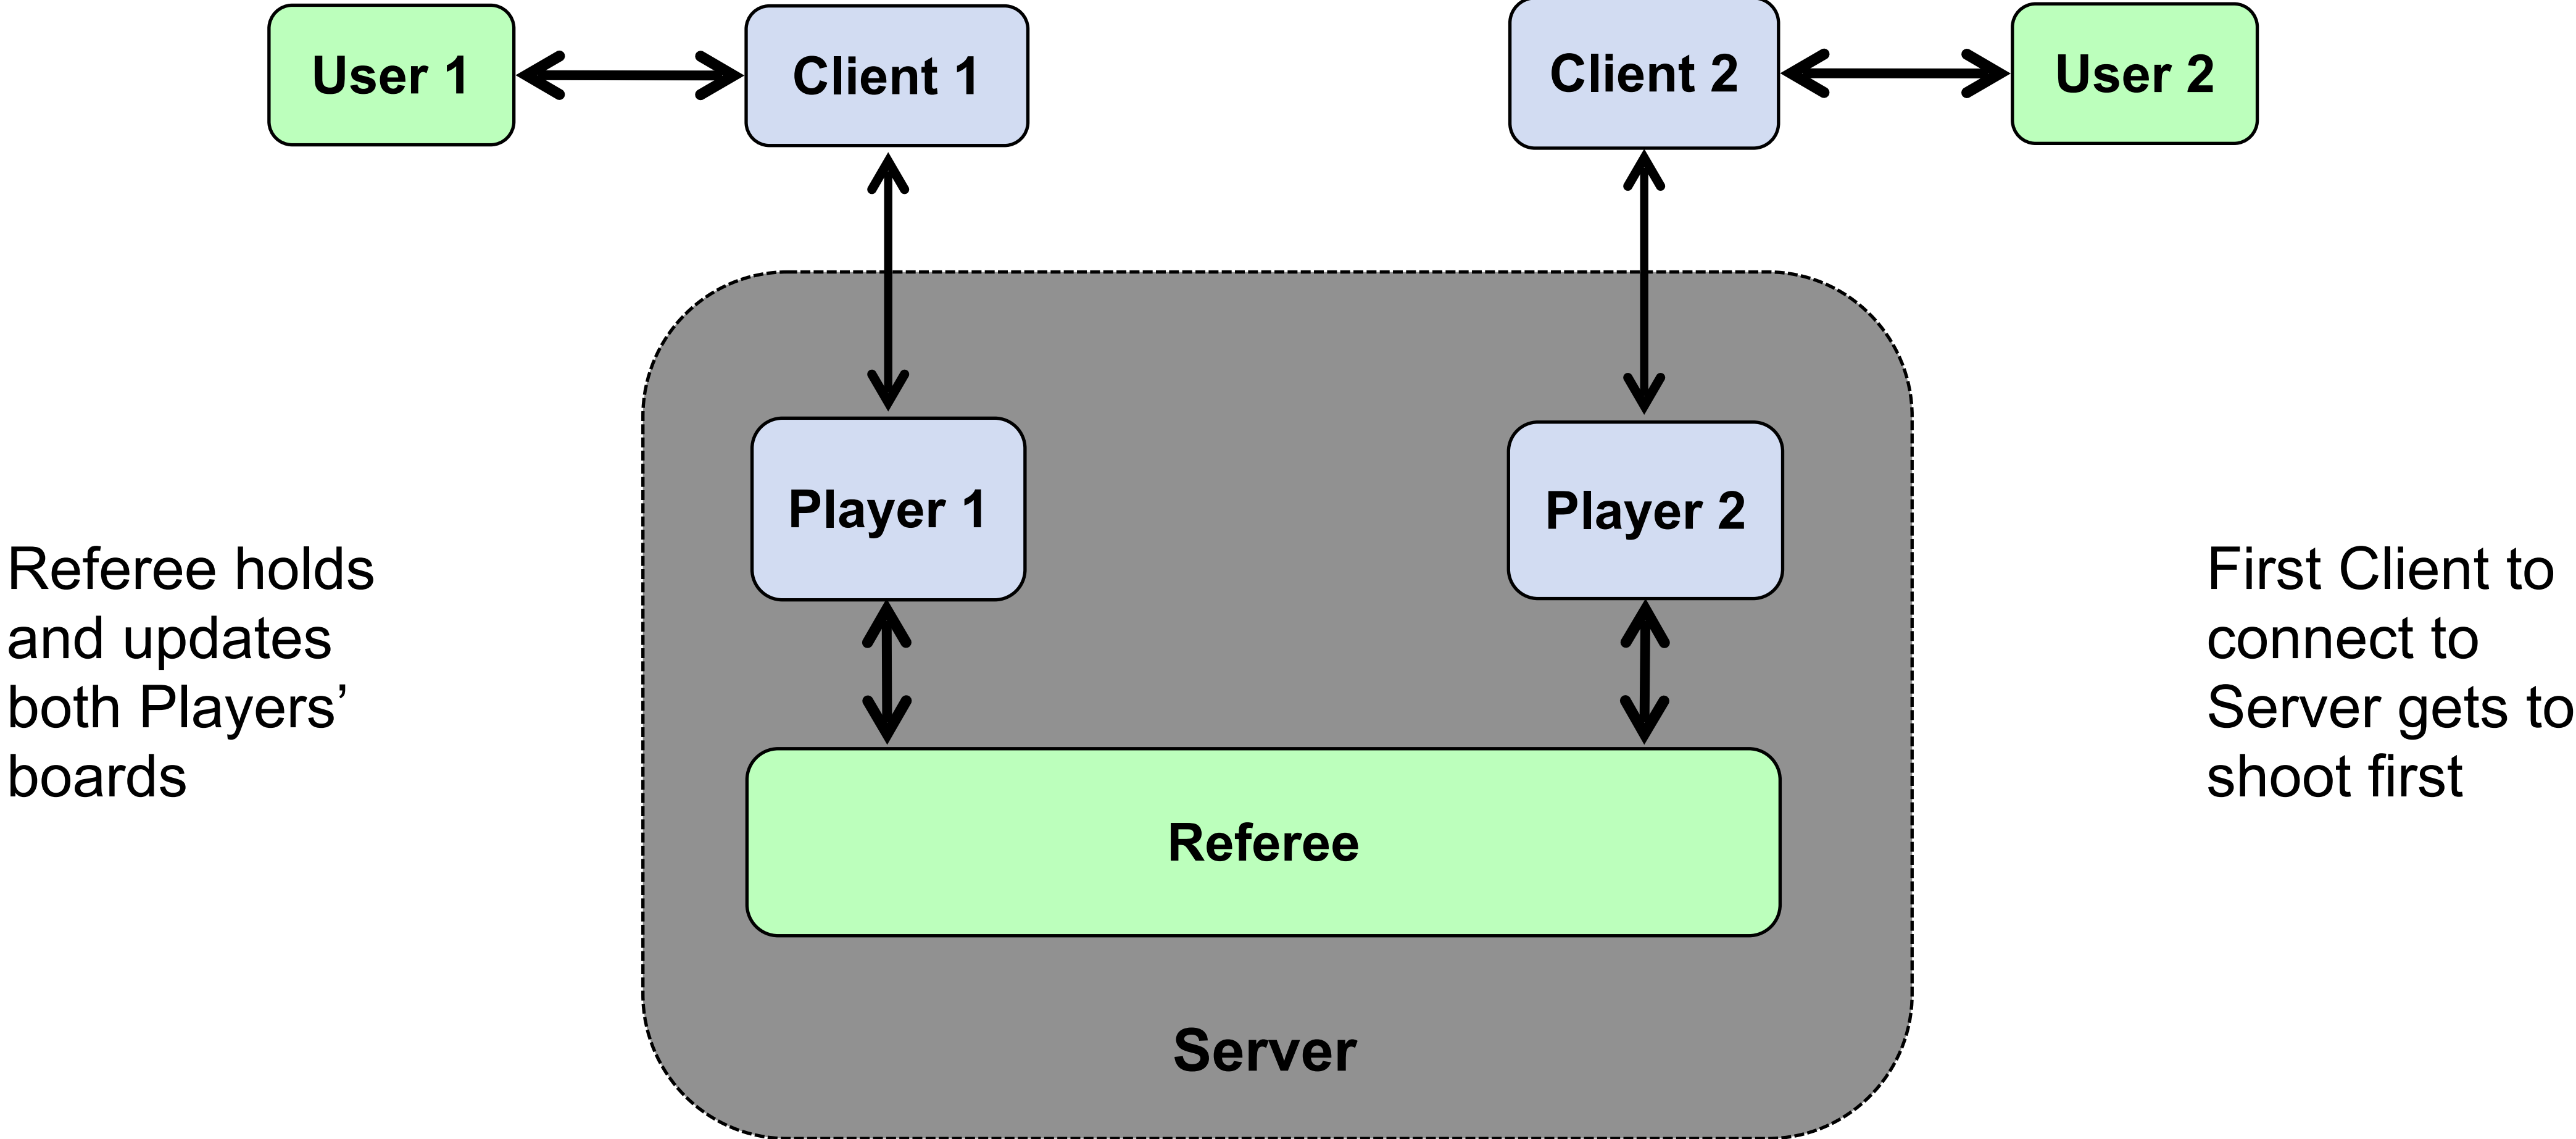 User 1
Client 1
Client 2
User 2
Player 1
Player 2
Referee holds
and updates
both Players’
boards
First Client to
connect to
Server gets to
shoot first
Referee
Server